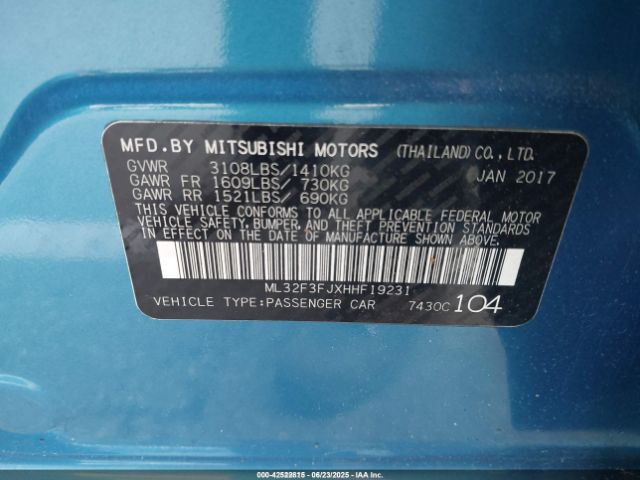 MFD.BY MITSUBISHI MOTORS (THAILAND) CO., LTD.
GVWR 3108LBS/1410KG JAN 2017
GAWR FR 1609LBS/ 730KG
GAWR RR 1521LBS/ 690KG
THIS VEHICLE CONFORMS TO ALL APPLICABLE FEDERAL MOTOR
VEHICLE SAFETY, BUMPER, AND THEFT PREVENTION STANDARDS
IN EFFECT ON THE DATE OF MANUFACTURE SHOWN ABOVE.
ML32F3FJXHHF19231
VEHICLE TYPE:PASSENGER CAR 7430C 104
000-42522615 - 06/23/2025 - IAAI.COM